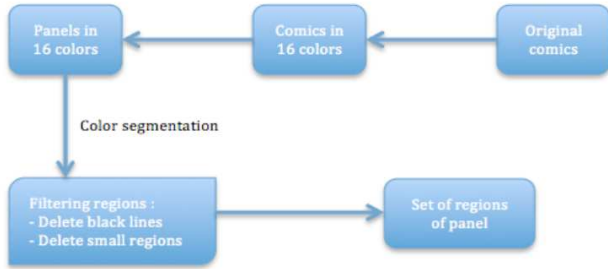 Panels in
16 colors
Comics in
16 colors
Original
comics
Color segmentation
Filtering regions :
- Delete black lines
- Delete small regions
Set of regions
of panel